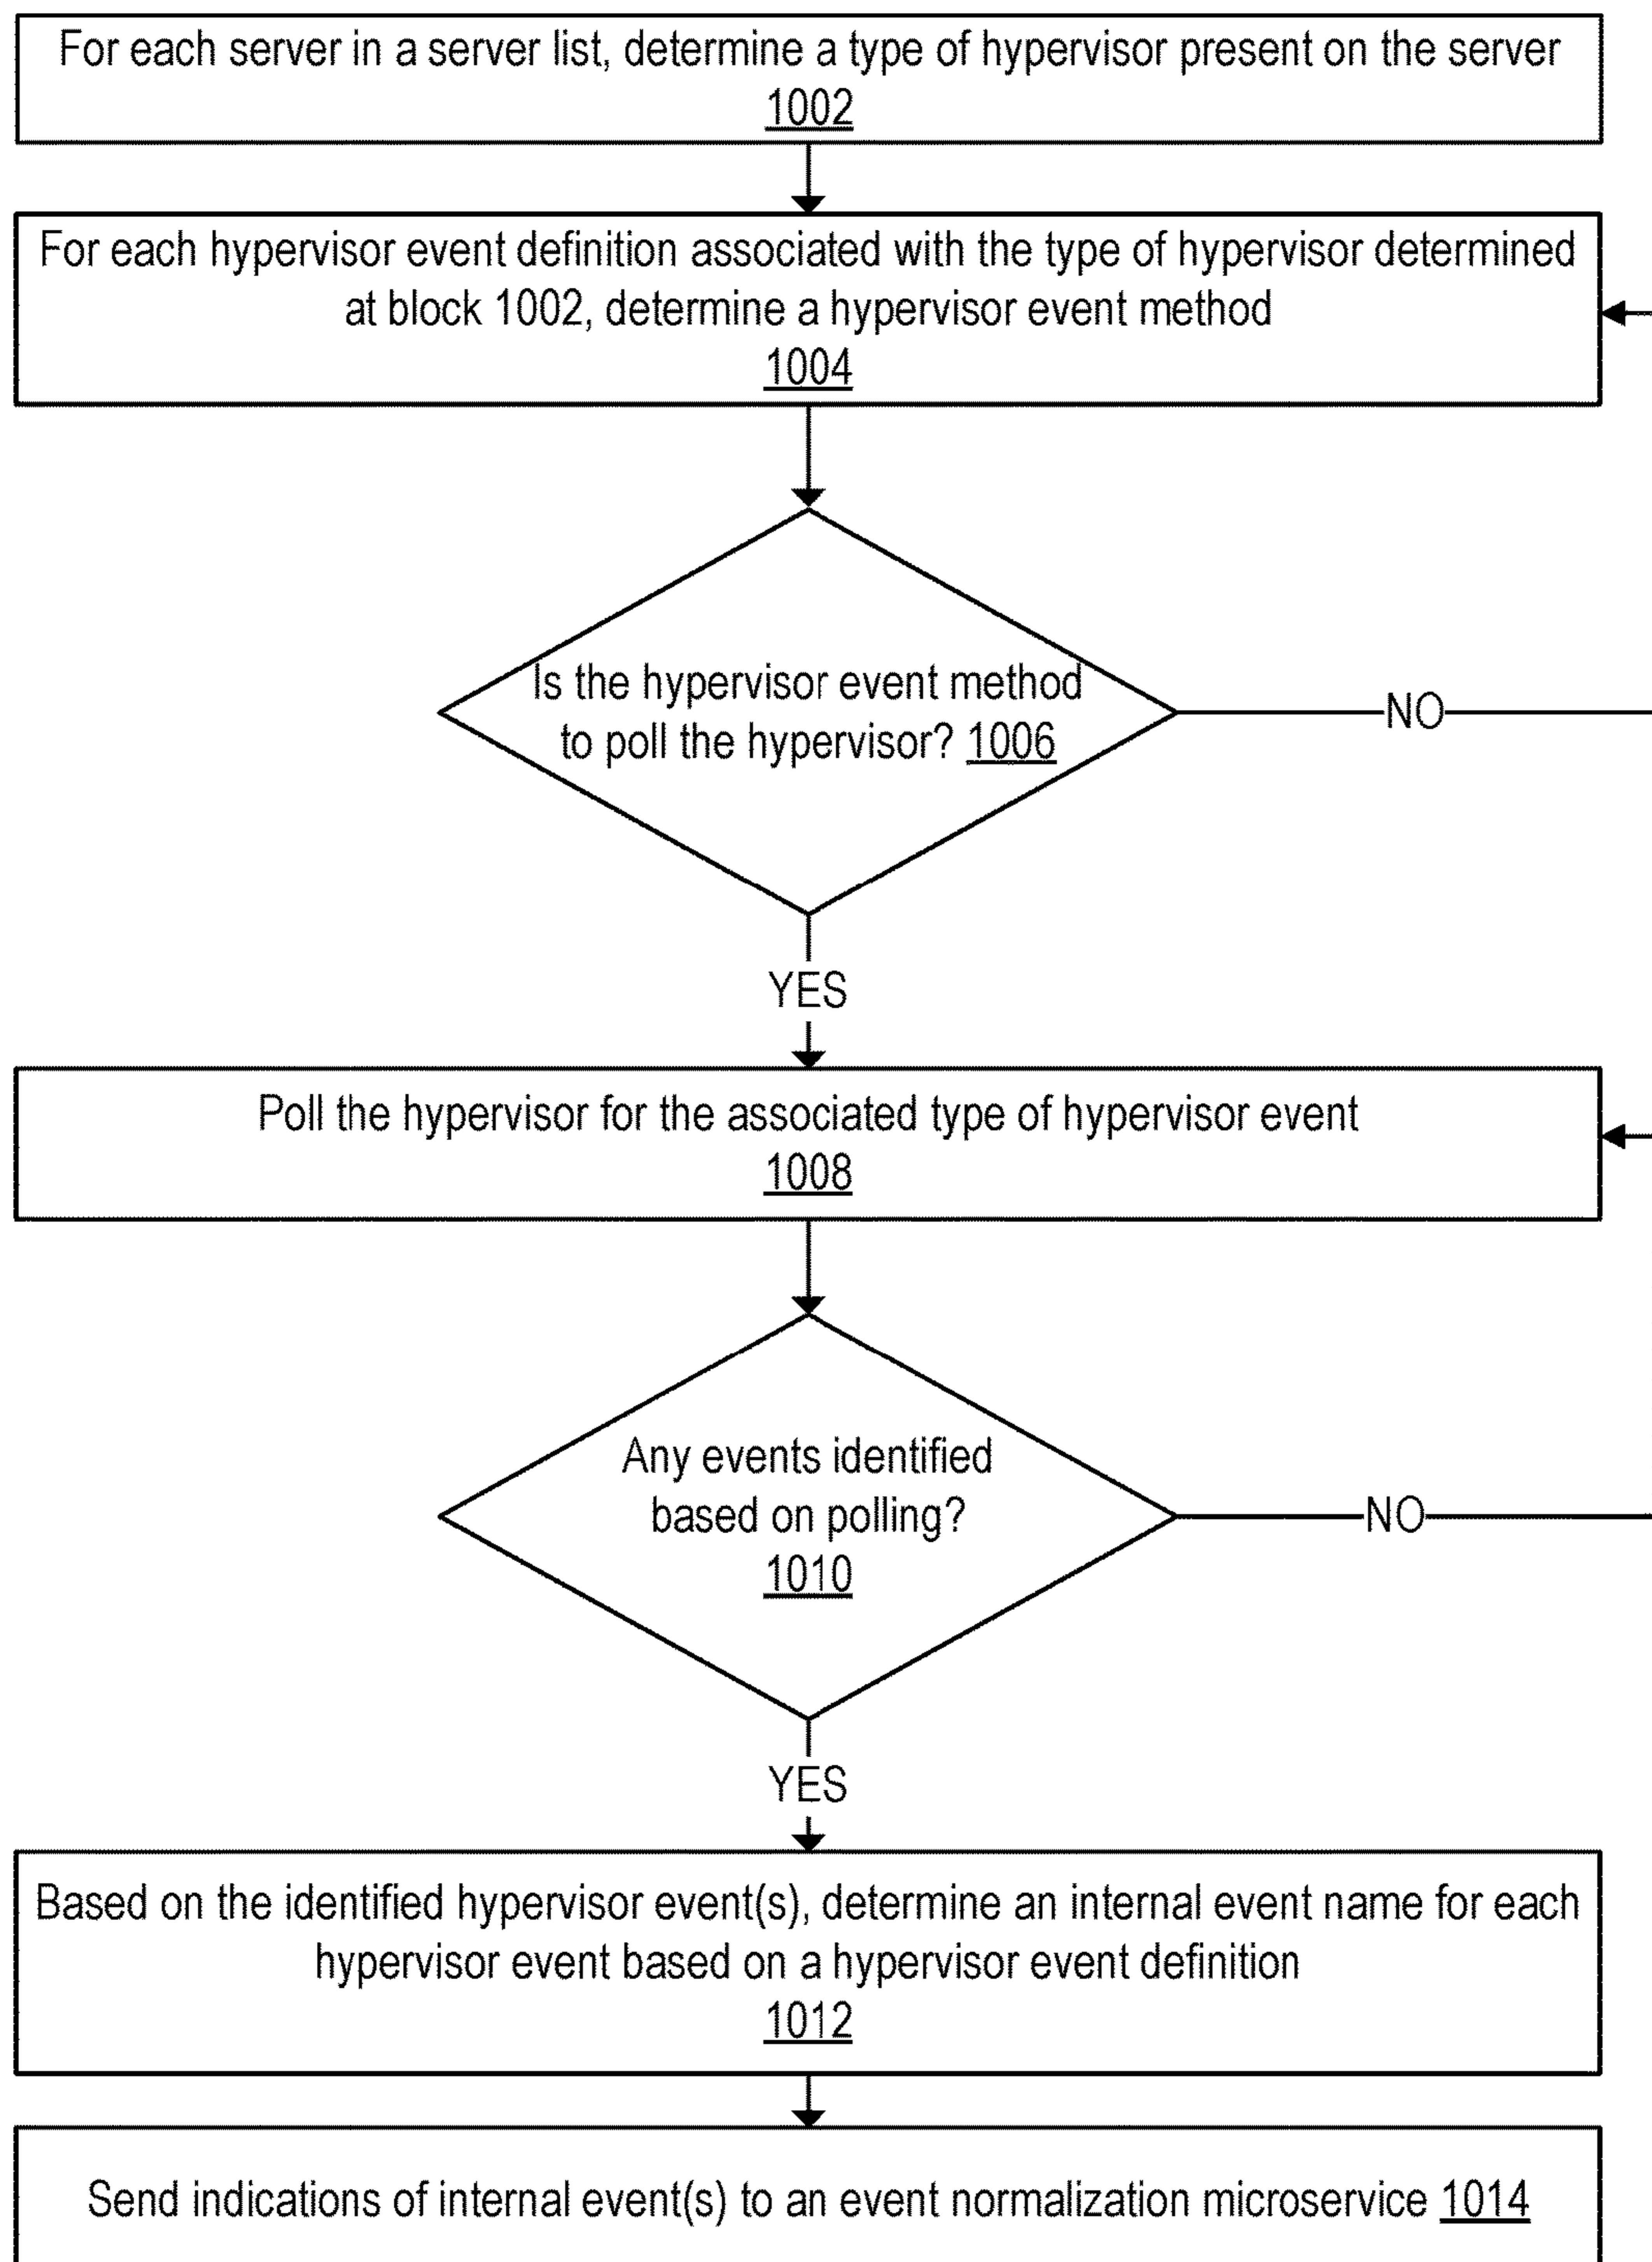 For each server in a server list, determine a type of hypervisor present on the server
1002
For each hypervisor event definition associated with the type of hypervisor determined
at block 1002, determine a hypervisor event method
1004
Is the hypervisor event method
to poll the hypervisor? 1006
NO
YES
Poll the hypervisor for the associated type of hypervisor event
1008
Any events identified
based on polling?
1010
NO
YES
Based on the identified hypervisor event(s), determine an internal event name for each
hypervisor event based on a hypervisor event definition
1012
Send indications of internal event(s) to an event normalization microservice 1014